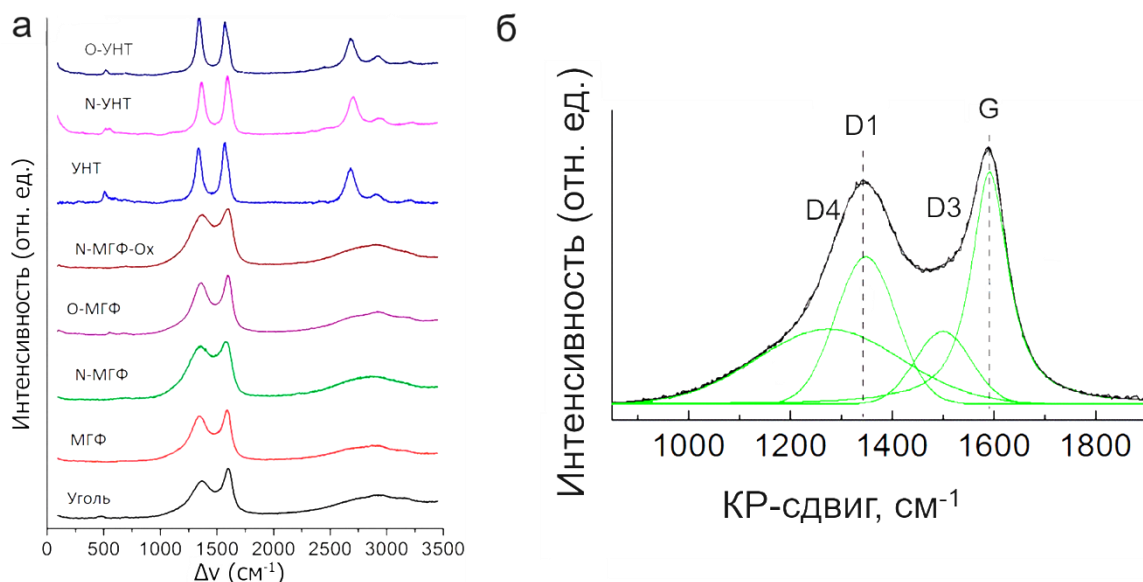 а
Интенсивность (отн. ед.)
О-УНТ
N-УНТ
УНТ
N-МГФ-Ox
О-МГФ
N-МГФ
МГФ
Уголь
0 500 1000 1500 2000 2500 3000 3500
Δν (см⁻¹)
б
Интенсивность (отн. ед.)
G
D1
D4 D3
1000 1200 1400 1600 1800
КР-сдвиг, см⁻¹